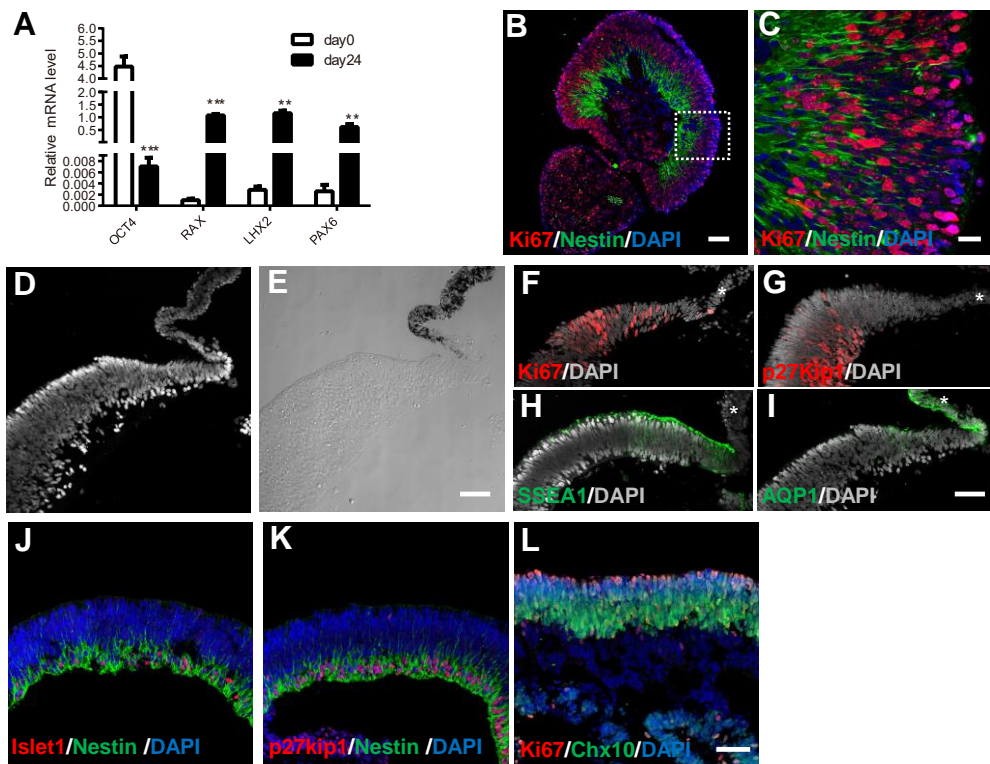 A
Relative mRNA level
6.0
5.5
5.0
4.5
4.0
2.0
1.5
1.0
0.5
0.008
0.006
0.004
0.002
0.000
day0
day24
***
***
**
**
OCT4
RAX
LHX2
PAX6
B
Ki67/Nestin/DAPI
C
Ki67/Nestin/DAPI
D
E
F
*
Ki67/DAPI
G
*
p27Kip1/DAPI
H
*
SSEA1/DAPI
I
*
AQP1/DAPI
J
Islet1/Nestin /DAPI
K
p27kip1/Nestin /DAPI
L
Ki67/Chx10/DAPI